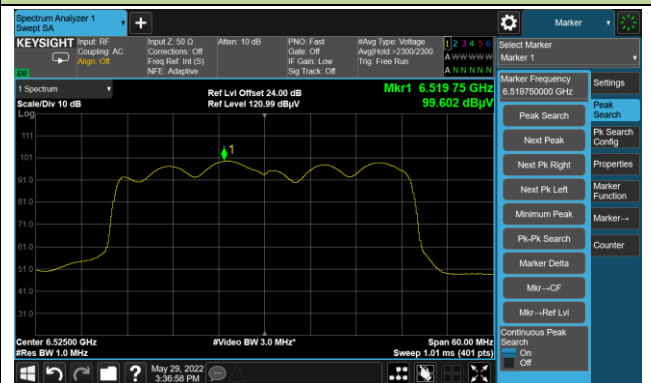 Spectrum Analyzer 1
Swept SA
Marker
KEYSIGHT
Input: RF
Coupling: AC
Align: Off
Input Z: 50 Ω
Corrections: Off
Freq Ref: Int (S)
NFE: Adaptive
Atten: 10 dB
PNO: Fast
Gate: Off
IF Gain: Low
Sig Track: Off
#Avg Type: Voltage
Avg|Hold:>2300/2300
Trig: Free Run
1 2 3 4 5 6
A W W W W W
A N N N N N
Select Marker
Marker 1
LXI
1 Spectrum
Scale/Div 10 dB
Log
Ref Lvl Offset 24.00 dB
Ref Level 120.99 dBµV
Mkr1 6.519 75 GHz
99.602 dBµV
1
111
101
91.0
81.0
71.0
61.0
51.0
41.0
31.0
Center 6.52500 GHz
#Res BW 1.0 MHz
#Video BW 3.0 MHz*
Span 60.00 MHz
Sweep 1.01 ms (401 pts)
Marker Frequency
6.519750000 GHz
Peak Search
Next Peak
Next Pk Right
Next Pk Left
Minimum Peak
Pk-Pk Search
Marker Delta
Mkr→CF
Mkr→Ref Lvl
Continuous Peak
Search
On
Off
Settings
Peak
Search
Pk Search
Config
Properties
Marker
Function
Marker→
Counter
May 29, 2022
3:36:58 PM